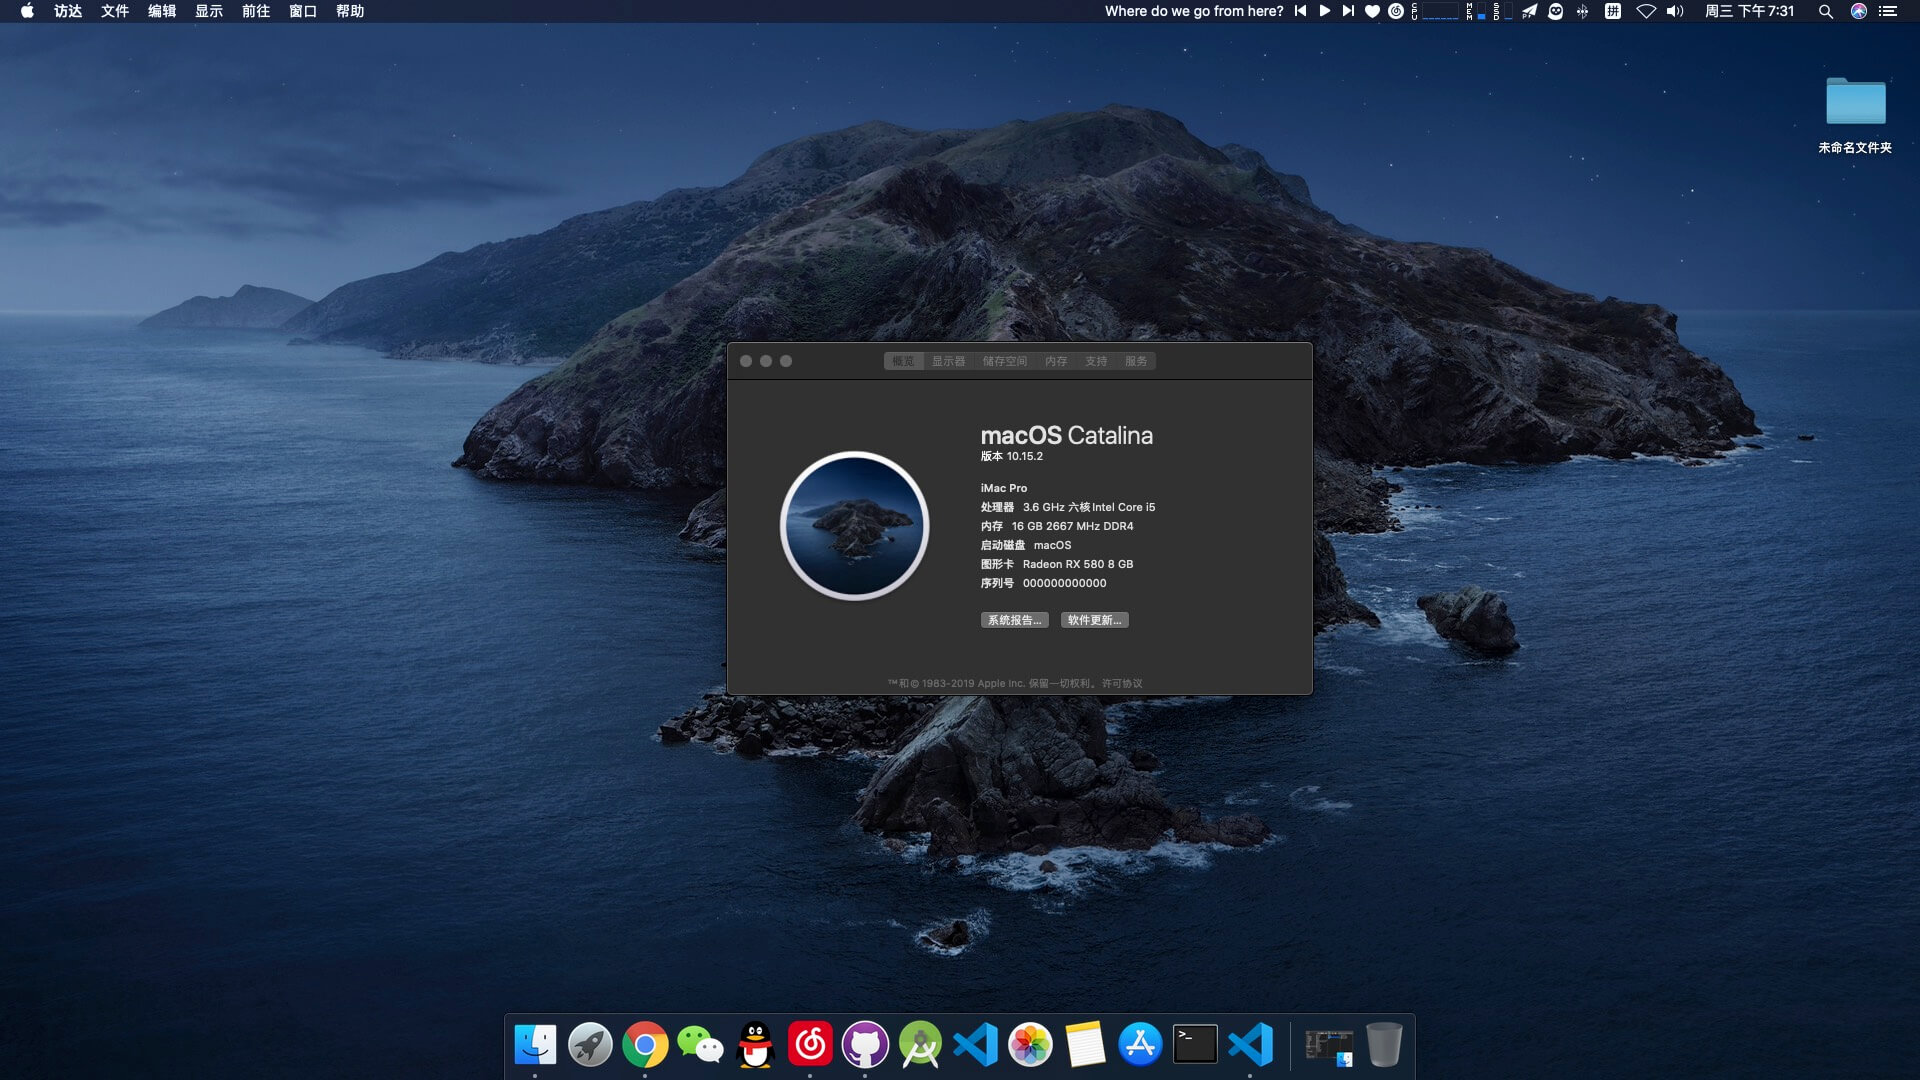 访达 文件 编辑 显示 前往 窗口 帮助
Where do we go from here? CPU MEM SSD 拼 周三 下午7:31
未命名文件夹
概览 显示器 储存空间 内存 支持 服务
macOS Catalina
版本 10.15.2
iMac Pro
处理器 3.6 GHz 六核Intel Core i5
内存 16 GB 2667 MHz DDR4
启动磁盘 macOS
图形卡 Radeon RX 580 8 GB
序列号 000000000000
系统报告... 软件更新...
™和© 1983-2019 Apple Inc. 保留一切权利。许可协议